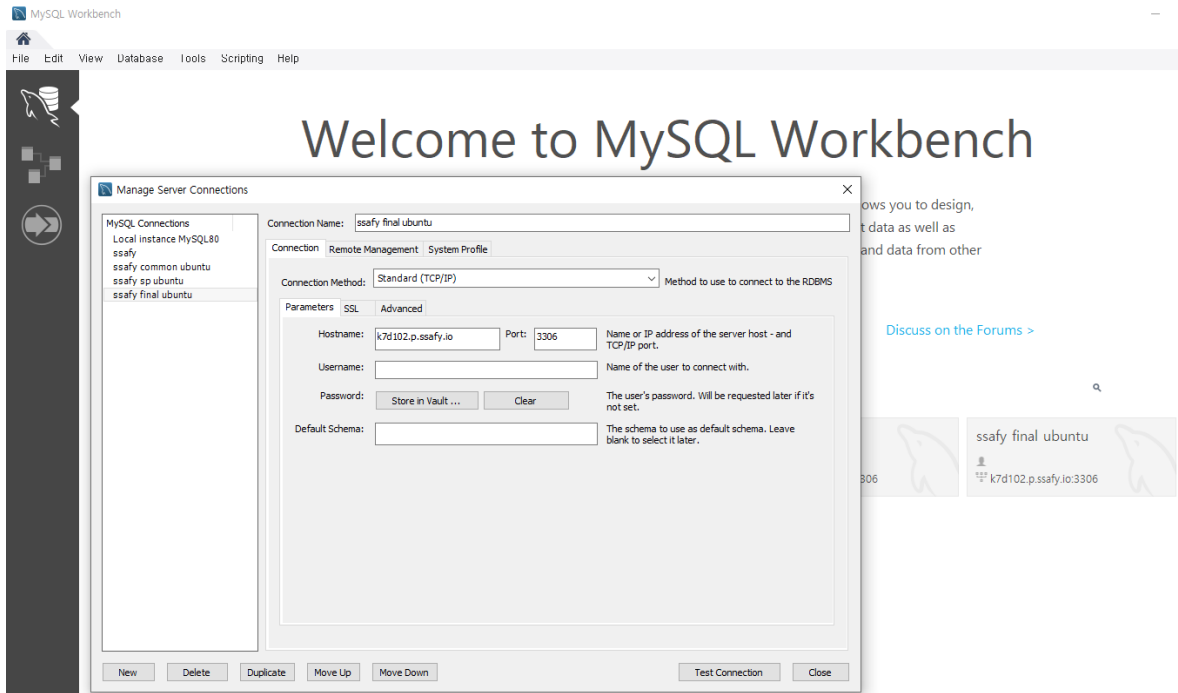 MySQL Workbench
File Edit View Database Tools Scripting Help
Welcome to MySQL Workbench
Manage Server Connections
ows you to design,
t data as well as
and data from other
Discuss on the Forums >
MySQL Connections
Local instance MySQL80
ssafy
ssafy common ubuntu
ssafy sp ubuntu
ssafy final ubuntu
Connection Name: ssafy final ubuntu
Connection Remote Management System Profile
Connection Method: Standard (TCP/IP) Method to use to connect to the RDBMS
Parameters SSL Advanced
Hostname: k7d102.p.ssafy.io Port: 3306 Name or IP address of the server host - and
TCP/IP port.
Username: Name of the user to connect with.
Password: Store in Vault ... Clear The user's password. Will be requested later if it's
not set.
Default Schema: The schema to use as default schema. Leave
blank to select it later.
306
ssafy final ubuntu
k7d102.p.ssafy.io:3306
New Delete Duplicate Move Up Move Down Test Connection Close